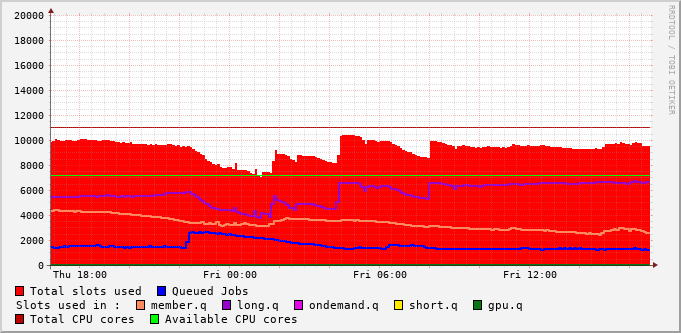 RRDTOOL / TOBI OETIKER
20000
18000
16000
14000
12000
10000
8000
6000
4000
2000
0
Thu 18:00 Fri 00:00 Fri 06:00 Fri 12:00
Total slots used Queued Jobs
Slots used in : member.q long.q ondemand.q short.q gpu.q
Total CPU cores Available CPU cores